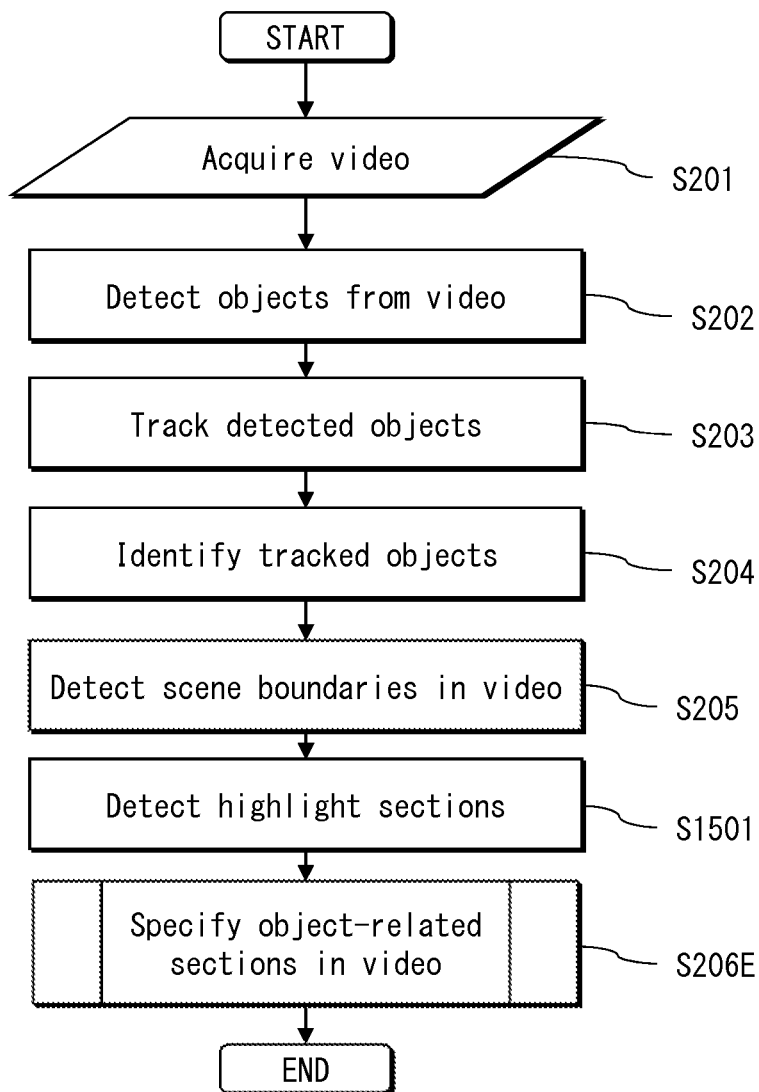 START
Acquire video
S201
Detect objects from video
S202
Track detected objects
S203
Identify tracked objects
S204
Detect scene boundaries in video
S205
Detect highlight sections
S1501
Specify object-related
sections in video
S206E
END